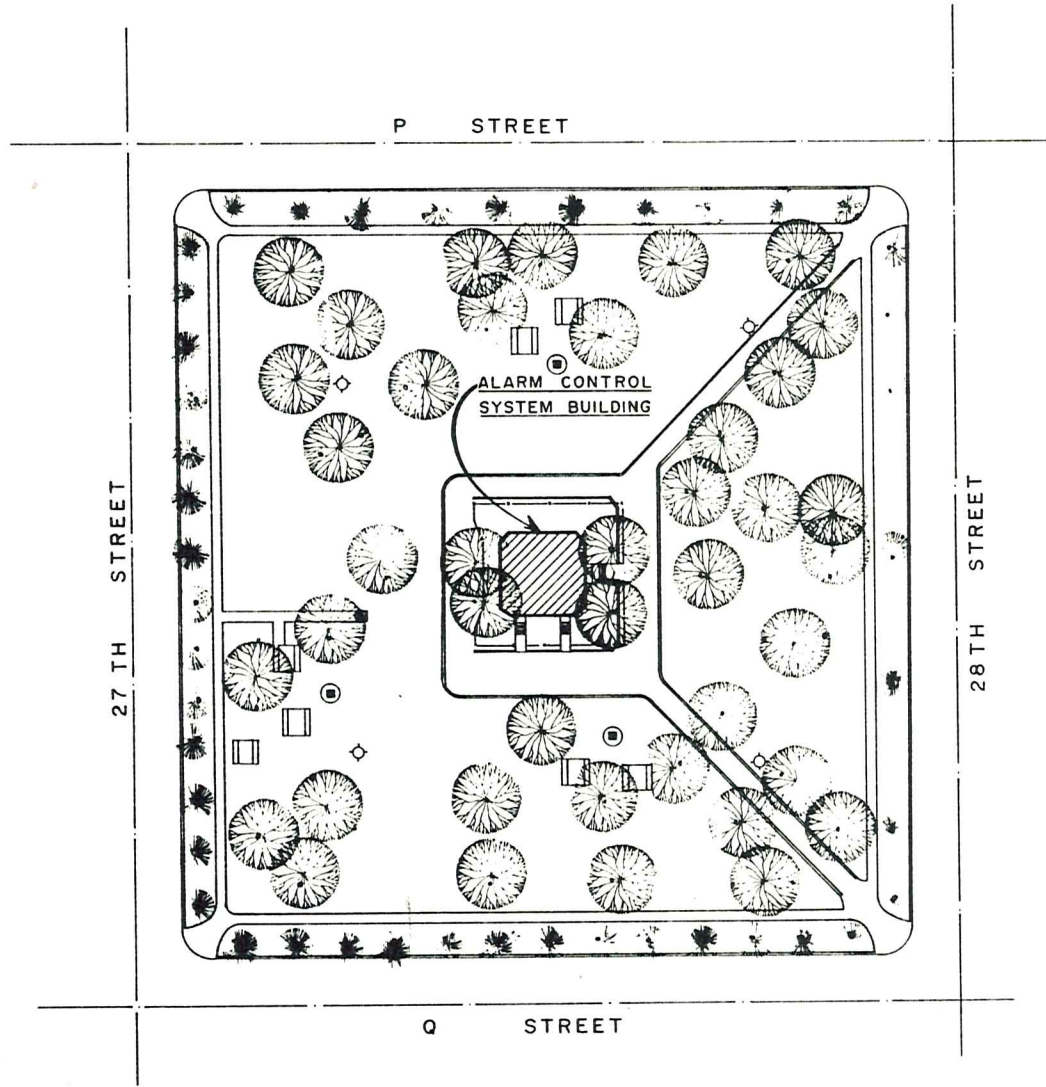 P STREET
ALARM CONTROL
SYSTEM BUILDING
27 TH STREET
28 TH STREET
Q STREET